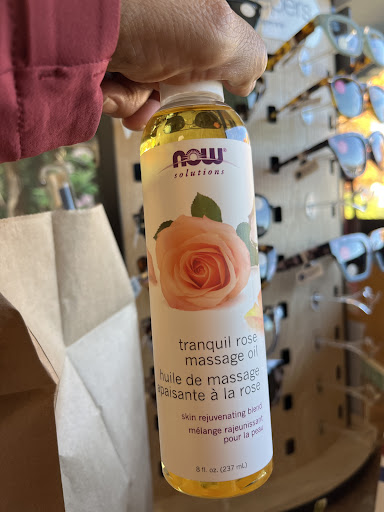 now
solutions
tranquil rose
massage oil
huile de massage
apaisante à la rose
skin rejuvenating blend
mélange rajeunissant
pour la peau
8 fl. oz. (237 mL)